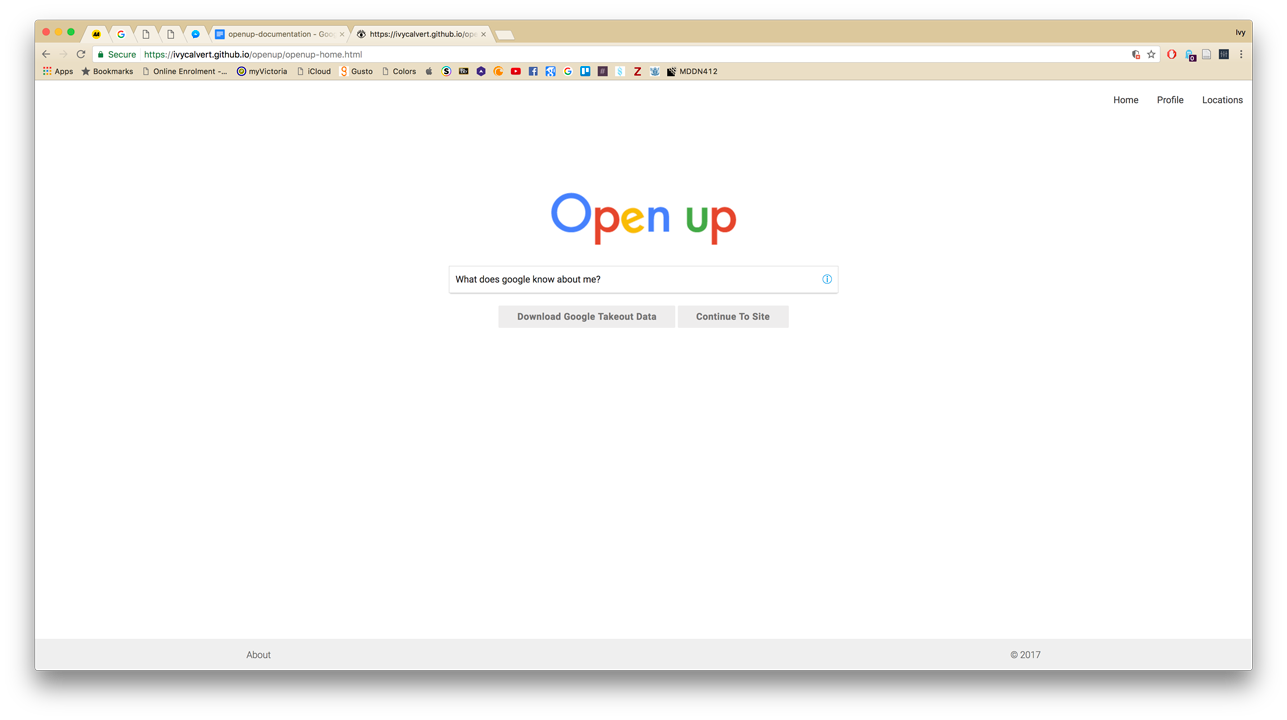 Ivy
openup-documentation - Goo
https://ivycalvert.github.io/ope
Secure https://ivycalvert.github.io/openup/openup-home.html
Apps Bookmarks Online Enrolment -... myVictoria iCloud Gusto Colors MDDN412
Home Profile Locations
Open up
What does google know about me?
Download Google Takeout Data Continue To Site
About © 2017